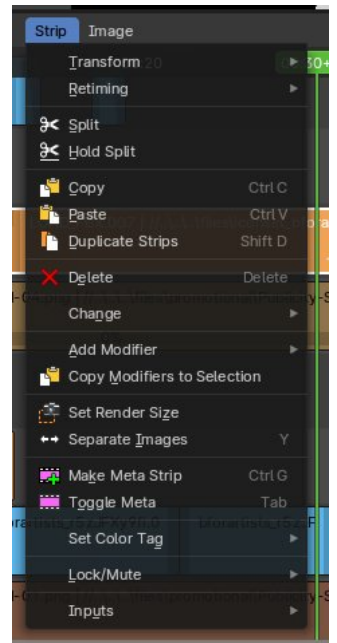 Strip Image
Transform
Retiming
Split
Hold Split
Copy Ctrl C
Paste Ctrl V
Duplicate Strips Shift D
Delete Delete
Change
Add Modifier
Copy Modifiers to Selection
Set Render Size
Separate Images Y
Make Meta Strip Ctrl G
Toggle Meta Tab
Set Color Tag
Lock/Mute
Inputs